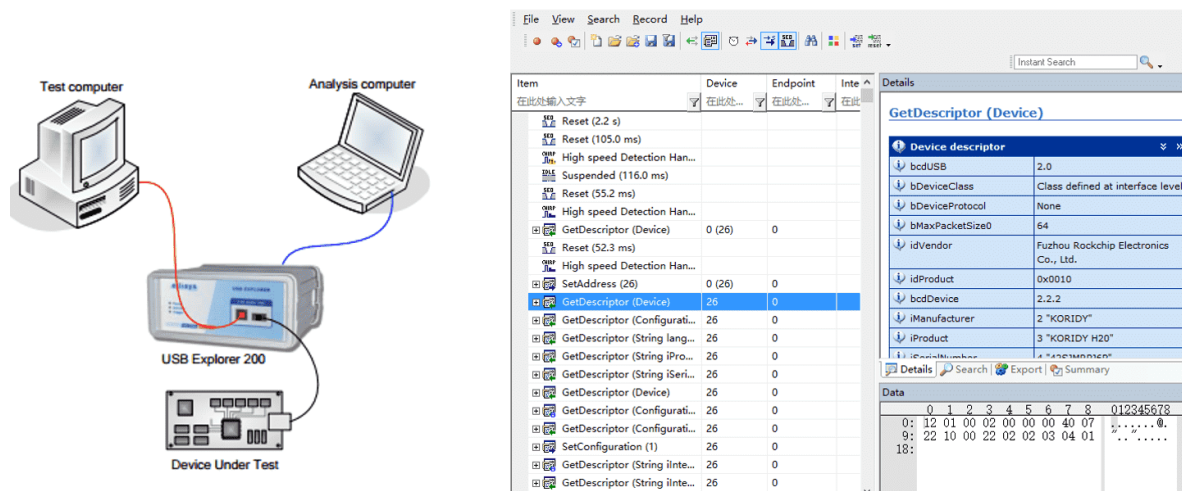 Test computer
Analysis computer
ellisys
USB EXPLORER
USB Explorer 200
Device Under Test
File View Search Record Help
Instant Search
Item Device Endpoint Inte
在此处输入文字 在此处... 在此处... 在此
Reset (2.2 s)
Reset (105.0 ms)
High speed Detection Han...
Suspended (116.0 ms)
Reset (55.2 ms)
High speed Detection Han...
GetDescriptor (Device) 0 (26) 0
Reset (52.3 ms)
High speed Detection Han...
SetAddress (26) 0 (26) 0
GetDescriptor (Device) 26 0
GetDescriptor (Configurati... 26 0
GetDescriptor (String lang... 26 0
GetDescriptor (String iPro... 26 0
GetDescriptor (String iSeri... 26 0
GetDescriptor (Device) 26 0
GetDescriptor (Configurati... 26 0
GetDescriptor (Configurati... 26 0
SetConfiguration (1) 26 0
GetDescriptor (String iInte... 26 0
GetDescriptor (String iInte... 26 0
Details
GetDescriptor (Device)
Device descriptor
bcdUSB 2.0
bDeviceClass Class defined at interface level
bDeviceProtocol None
bMaxPacketSize0 64
idVendor Fuzhou Rockchip Electronics
Co., Ltd.
idProduct 0x0010
bcdDevice 2.2.2
iManufacturer 2 "KORIDY"
iProduct 3 "KORIDY H20"
iSerialNumber
Details Search Export Summary
Data
0 1 2 3 4 5 6 7 8 012345678
0: 12 01 00 02 00 00 00 40 07 .......@.
9: 22 10 00 22 02 02 03 04 01 "..".....
18: